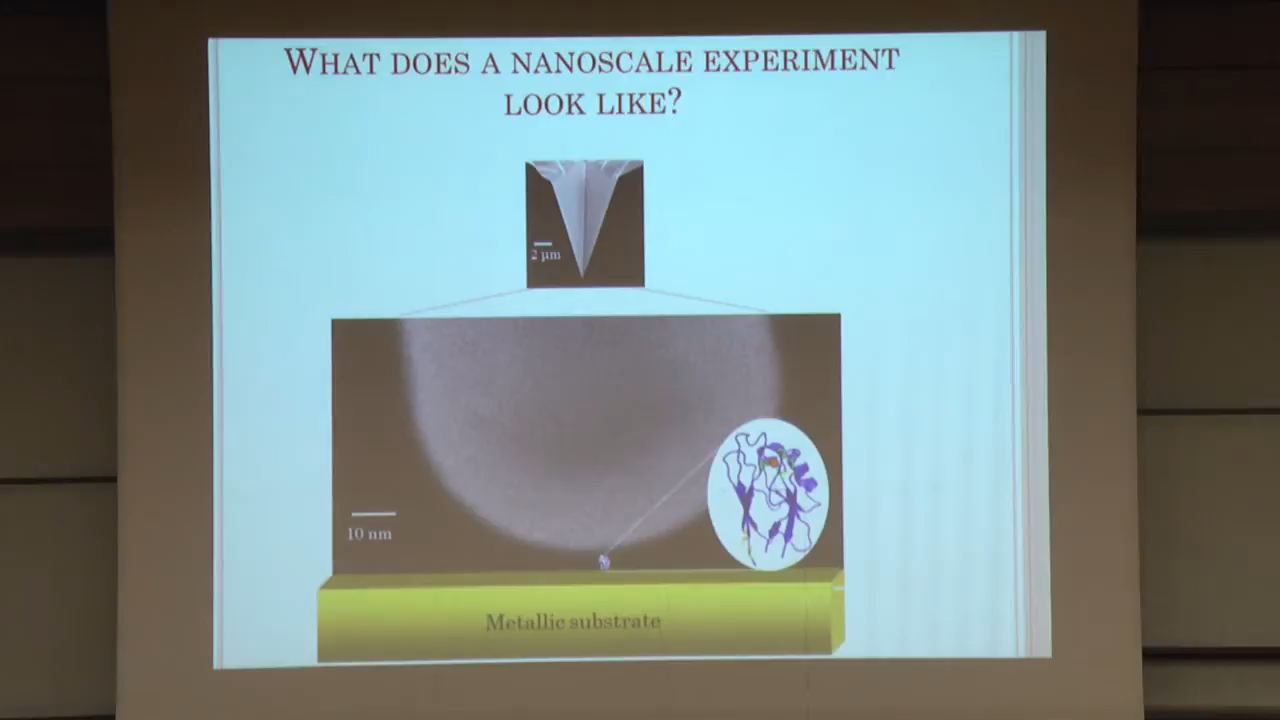 WHAT DOES A NANOSCALE EXPERIMENT
LOOK LIKE?
2 µm
10 nm
Metallic substrate